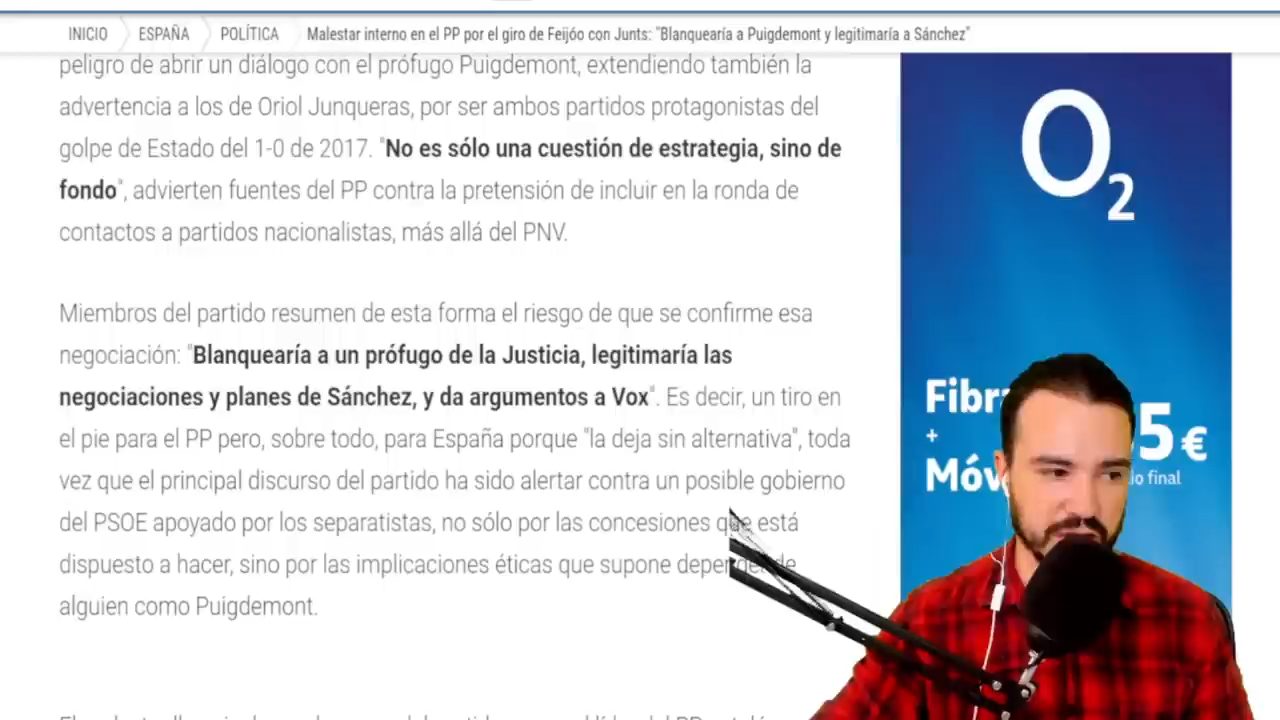 INICIO ESPAÑA POLÍTICA Malestar interno en el PP por el giro de Feijóo con Junts: "Blanquearía a Puigdemont y legitimaría a Sánchez"
peligro de abrir un diálogo con el prófugo Puigdemont, extendiendo también la
advertencia a los de Oriol Junqueras, por ser ambos partidos protagonistas del
golpe de Estado del 1-0 de 2017. "No es sólo una cuestión de estrategia, sino de
fondo", advierten fuentes del PP contra la pretensión de incluir en la ronda de
contactos a partidos nacionalistas, más allá del PNV.
Miembros del partido resumen de esta forma el riesgo de que se confirme esa
negociación: "Blanquearía a un prófugo de la Justicia, legitimaría las
negociaciones y planes de Sánchez, y da argumentos a Vox". Es decir, un tiro en
el pie para el PP pero, sobre todo, para España porque "la deja sin alternativa", toda
vez que el principal discurso del partido ha sido alertar contra un posible gobierno
del PSOE apoyado por los separatistas, no sólo por las concesiones que está
dispuesto a hacer, sino por las implicaciones éticas que supone depender de
alguien como Puigdemont.
O2
+
5 €
final